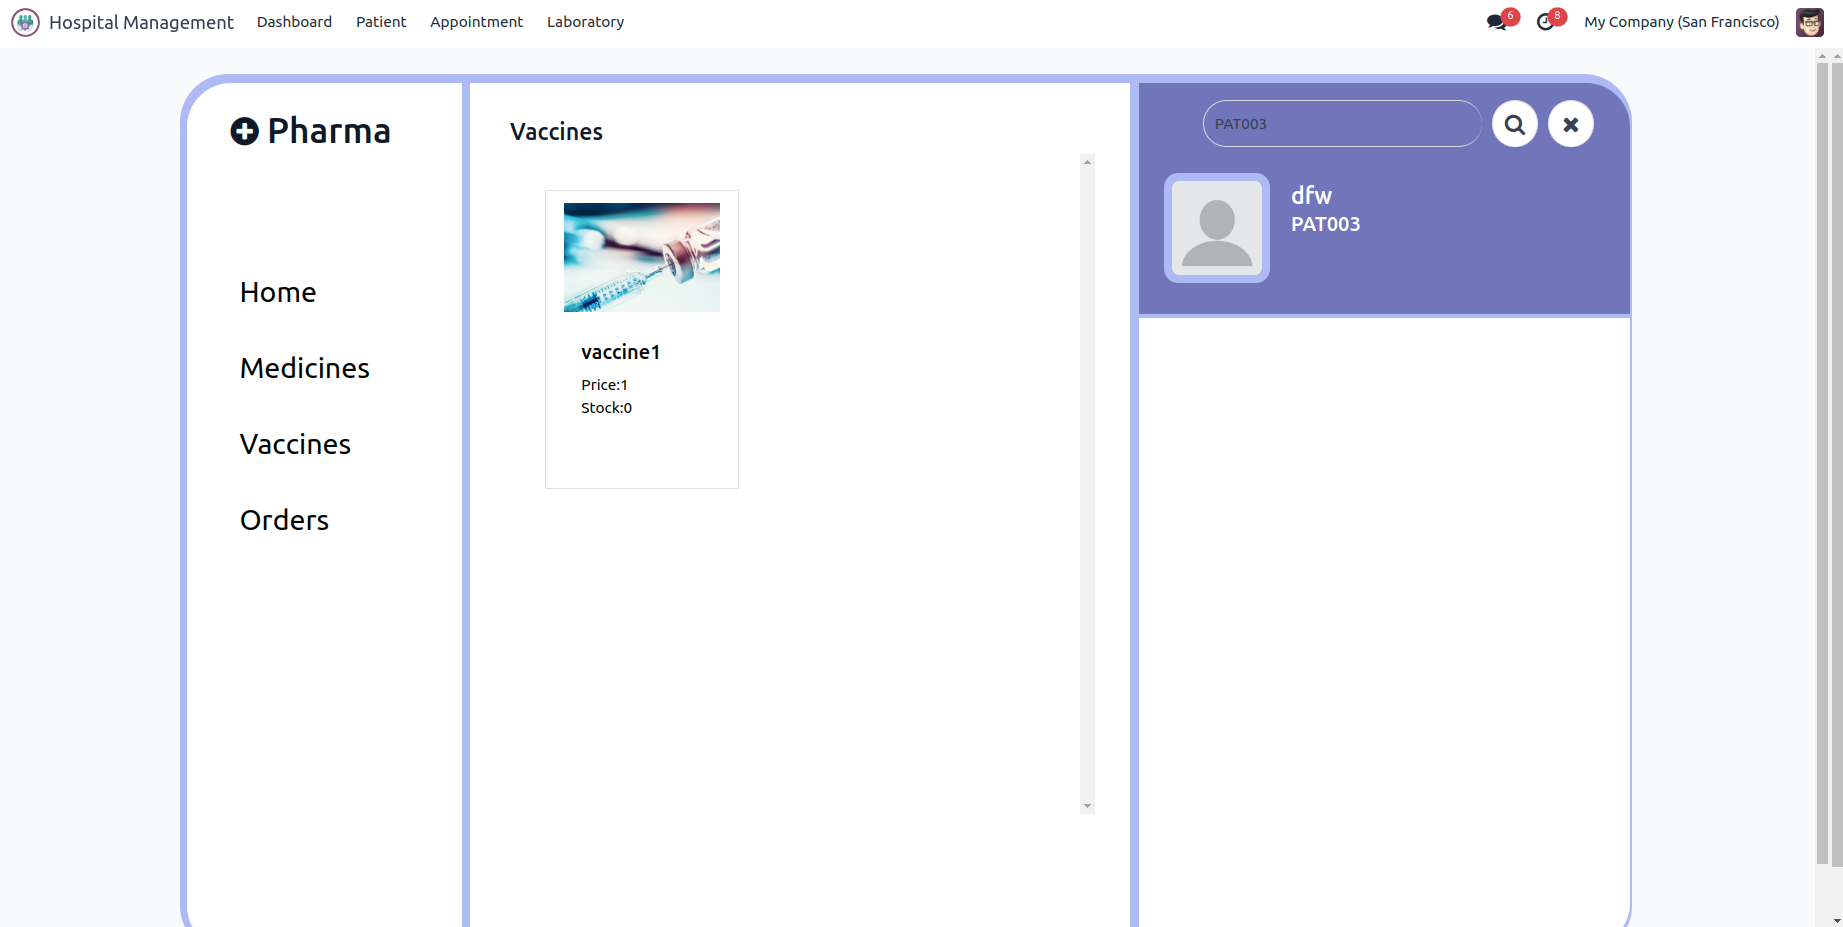 Hospital Management Dashboard Patient Appointment Laboratory 6 8 My Company (San Francisco)
Pharma
Home
Medicines
Vaccines
Orders
Vaccines
vaccine1
Price:1
Stock:0
PAT003
dfw
PAT003